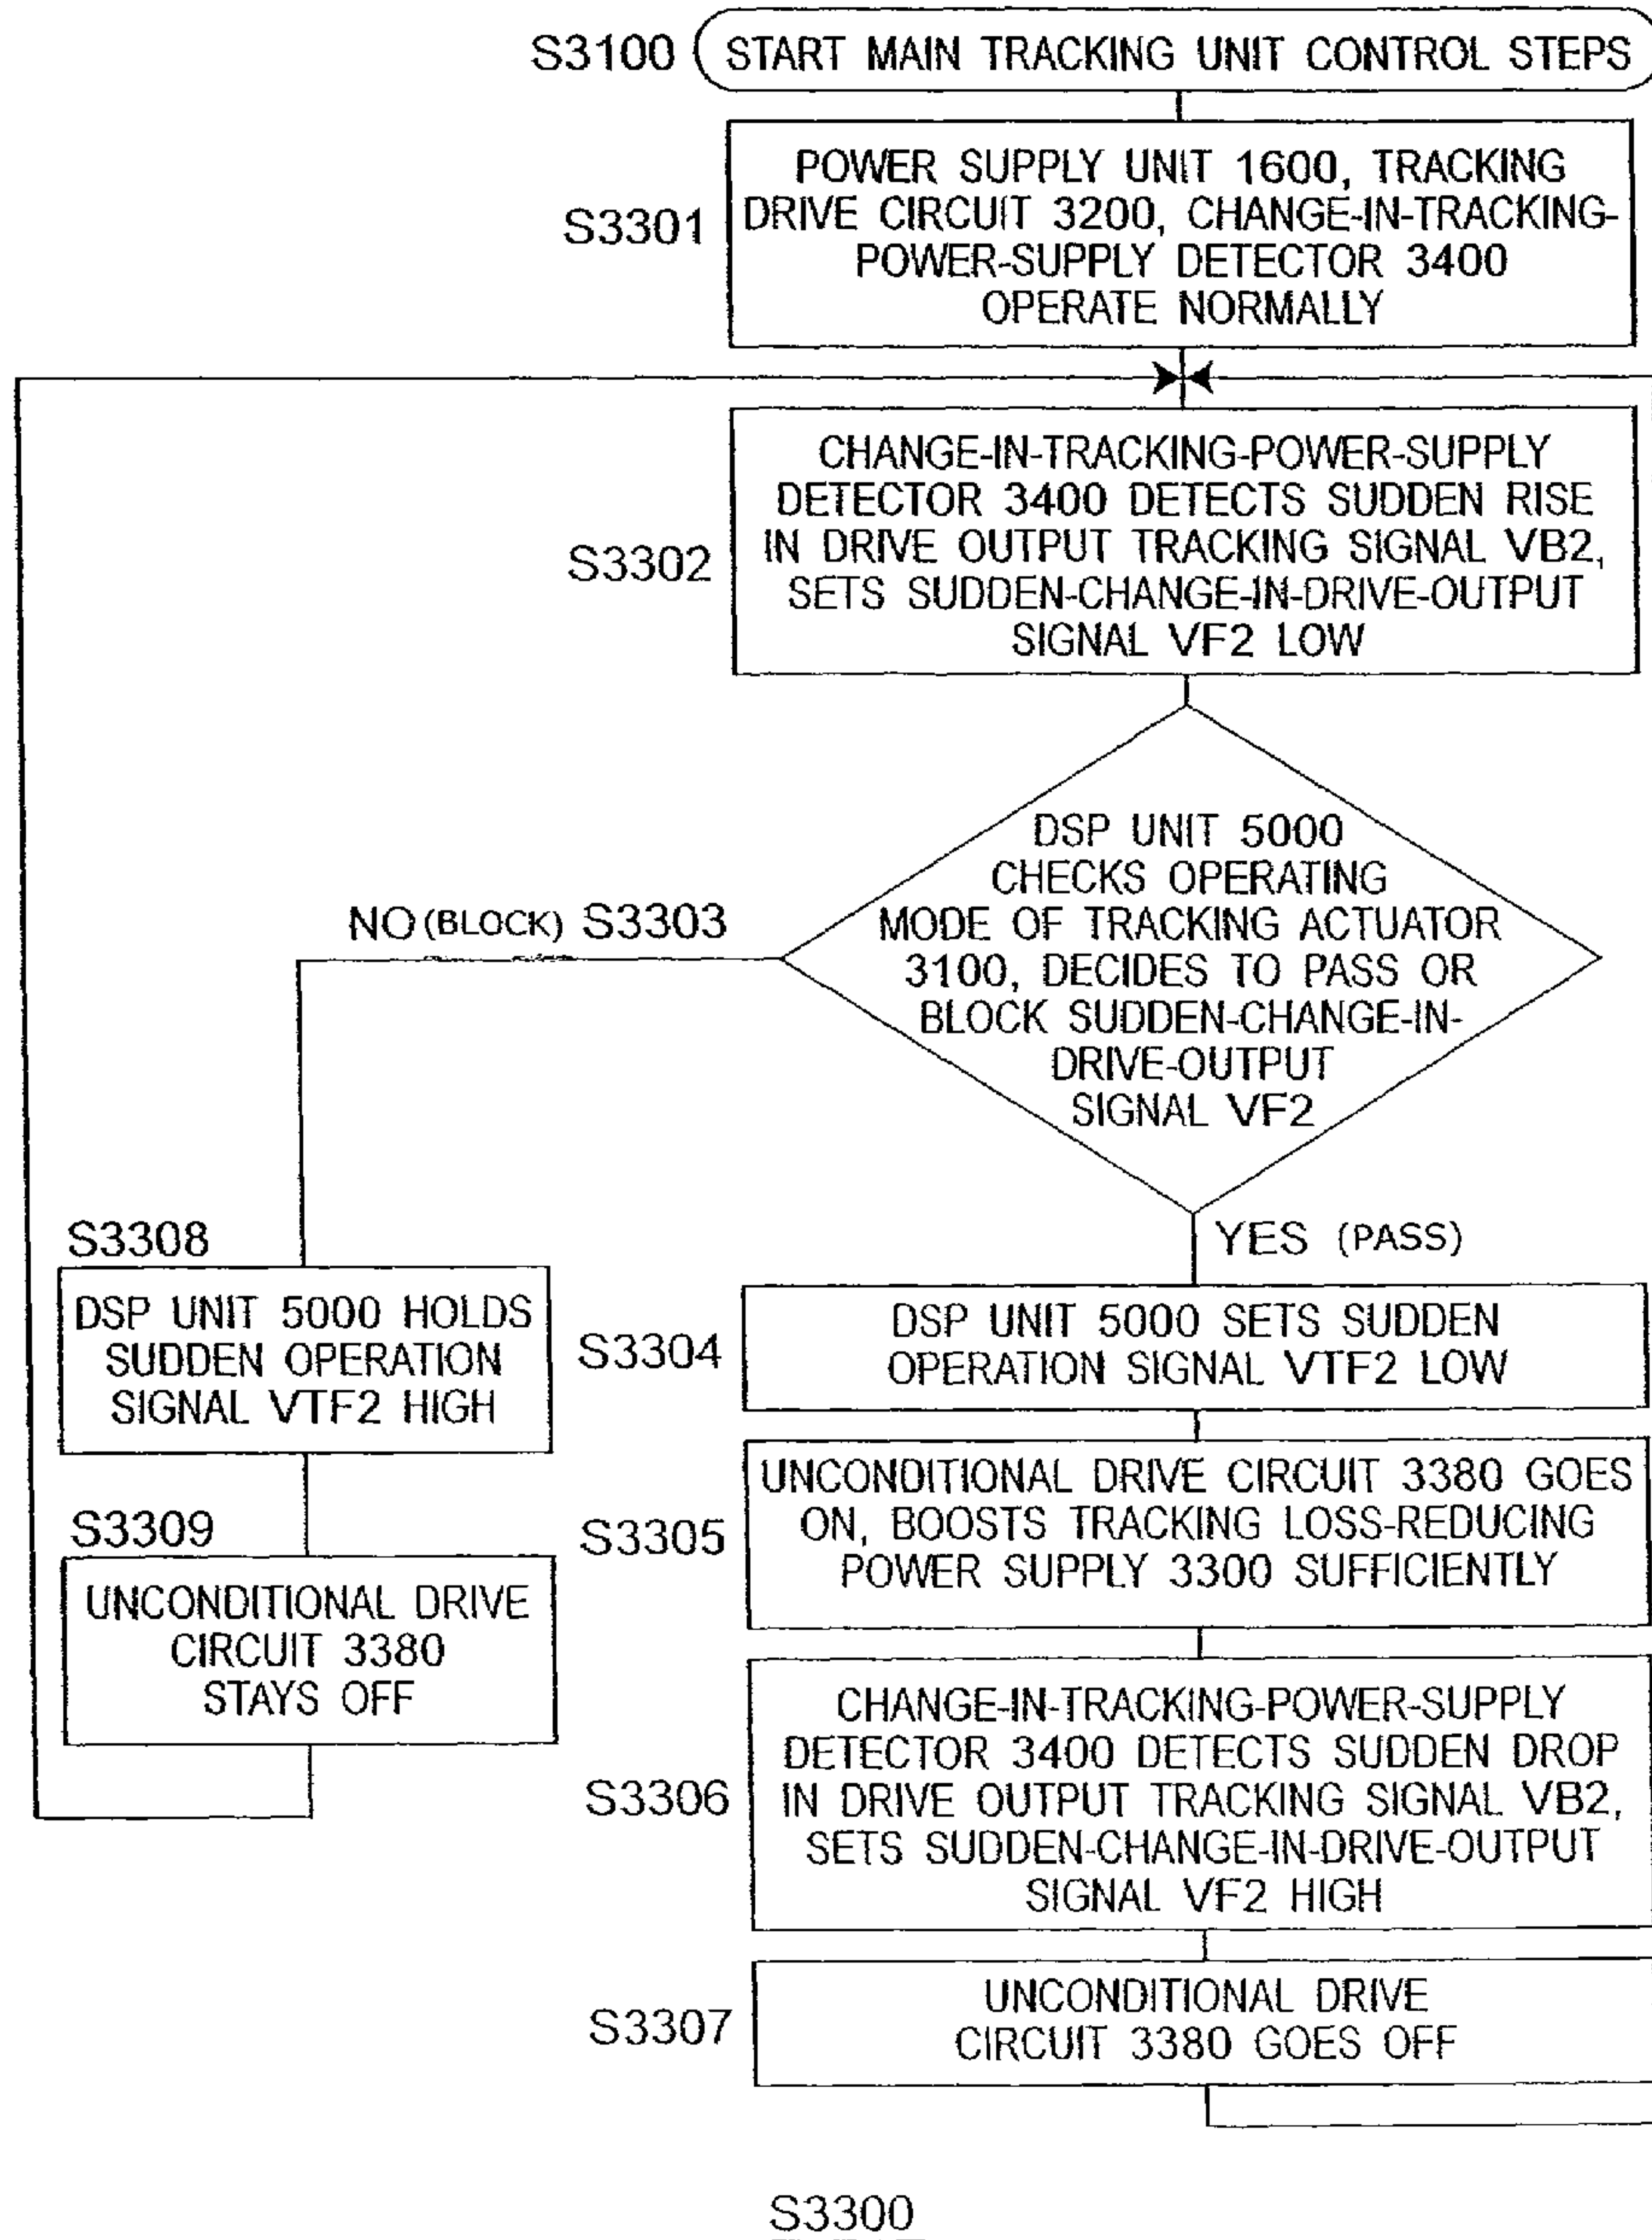 S3100 START MAIN TRACKING UNIT CONTROL STEPS
S3301
POWER SUPPLY UNIT 1600, TRACKING
DRIVE CIRCUIT 3200, CHANGE-IN-TRACKING-
POWER-SUPPLY DETECTOR 3400
OPERATE NORMALLY
S3302
CHANGE-IN-TRACKING-POWER-SUPPLY
DETECTOR 3400 DETECTS SUDDEN RISE
IN DRIVE OUTPUT TRACKING SIGNAL VB2,
SETS SUDDEN-CHANGE-IN-DRIVE-OUTPUT
SIGNAL VF2 LOW
NO (BLOCK) S3303
DSP UNIT 5000
CHECKS OPERATING
MODE OF TRACKING ACTUATOR
3100, DECIDES TO PASS OR
BLOCK SUDDEN-CHANGE-IN-
DRIVE-OUTPUT
SIGNAL VF2
YES (PASS)
S3308
DSP UNIT 5000 HOLDS
SUDDEN OPERATION
SIGNAL VTF2 HIGH
S3309
UNCONDITIONAL DRIVE
CIRCUIT 3380
STAYS OFF
S3304
DSP UNIT 5000 SETS SUDDEN
OPERATION SIGNAL VTF2 LOW
S3305
UNCONDITIONAL DRIVE CIRCUIT 3380 GOES
ON, BOOSTS TRACKING LOSS-REDUCING
POWER SUPPLY 3300 SUFFICIENTLY
S3306
CHANGE-IN-TRACKING-POWER-SUPPLY
DETECTOR 3400 DETECTS SUDDEN DROP
IN DRIVE OUTPUT TRACKING SIGNAL VB2,
SETS SUDDEN-CHANGE-IN-DRIVE-OUTPUT
SIGNAL VF2 HIGH
S3307
UNCONDITIONAL DRIVE
CIRCUIT 3380 GOES OFF
S3300